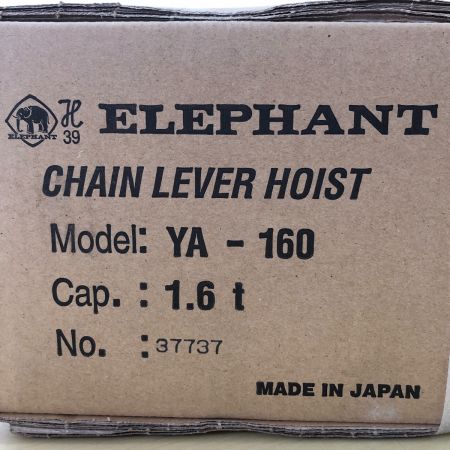 ELEPHANT
H
39
ELEPHANT
CHAIN LEVER HOIST
Model: YA - 160
Cap. : 1.6 t
No. : 37737
MADE IN JAPAN